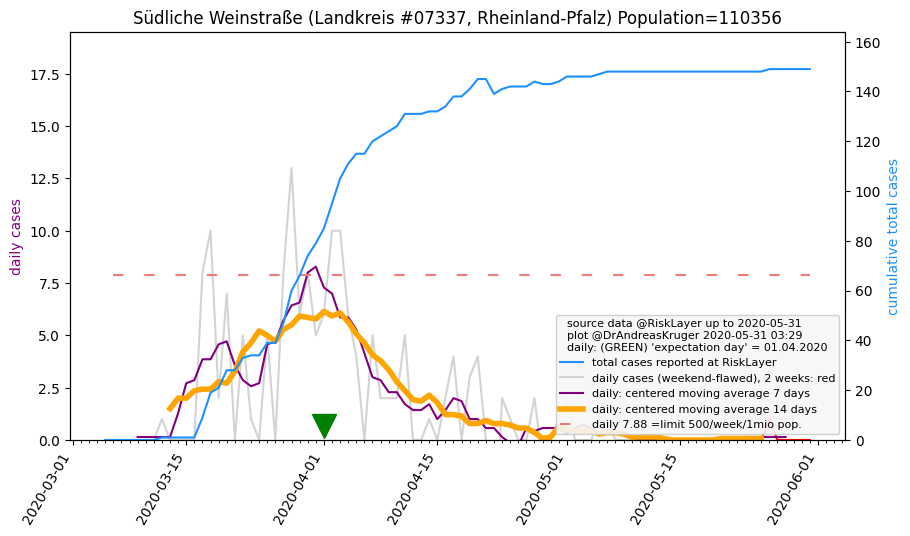 Südliche Weinstraße (Landkreis #07337, Rheinland-Pfalz) Population=110356
daily cases
17.5
15.0
12.5
10.0
7.5
5.0
2.5
0.0
160
140
120
100
80
60
40
20
0
cumulative total cases
source data @RiskLayer up to 2020-05-31
plot @DrAndreasKruger 2020-05-31 03:29
daily: (GREEN) 'expectation day' = 01.04.2020
total cases reported at RiskLayer
daily cases (weekend-flawed), 2 weeks: red
daily: centered moving average 7 days
daily: centered moving average 14 days
daily 7.88 =limit 500/week/1mio pop.
2020-03-01
2020-03-15
2020-04-01
2020-04-15
2020-05-01
2020-05-15
2020-06-01